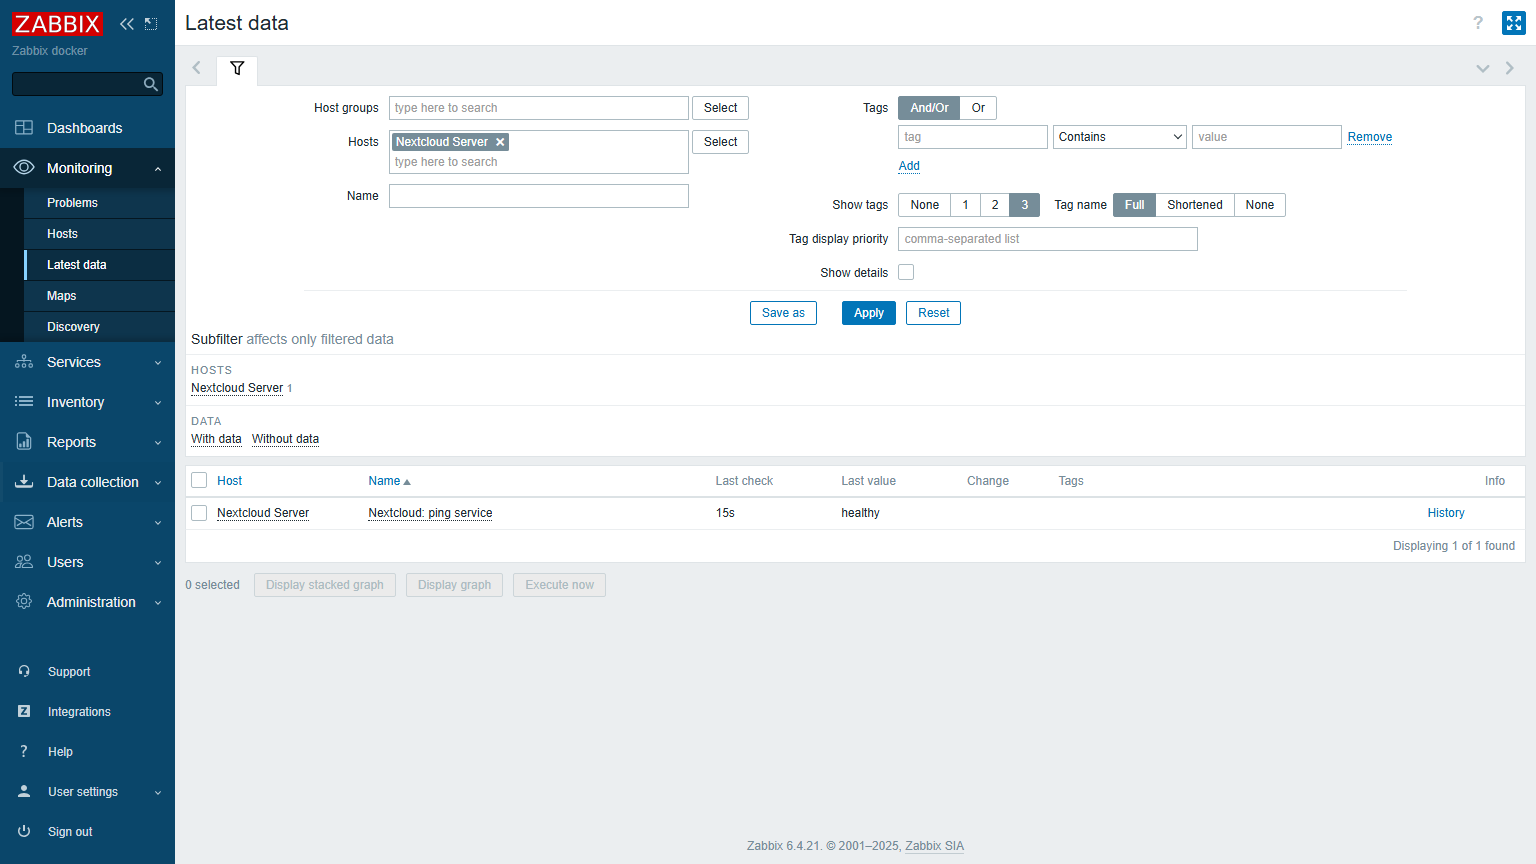 ZABBIX
Zabbix docker
Dashboards
Monitoring
Problems
Hosts
Latest data
Maps
Discovery
Services
Inventory
Reports
Data collection
Alerts
Users
Administration
Support
Integrations
Help
User settings
Sign out
Latest data
Host groups type here to search Select
Hosts Nextcloud Server Select
type here to search
Name
Tags And/Or Or
tag Contains value Remove
Add
Show tags None 1 2 3 Tag name Full Shortened None
Tag display priority comma-separated list
Show details
Save as Apply Reset
Subfilter affects only filtered data
HOSTS
Nextcloud Server 1
DATA
With data Without data
Host Name Last check Last value Change Tags Info
Nextcloud Server Nextcloud: ping service 15s healthy History
Displaying 1 of 1 found
0 selected Display stacked graph Display graph Execute now
Zabbix 6.4.21. © 2001–2025, Zabbix SIA